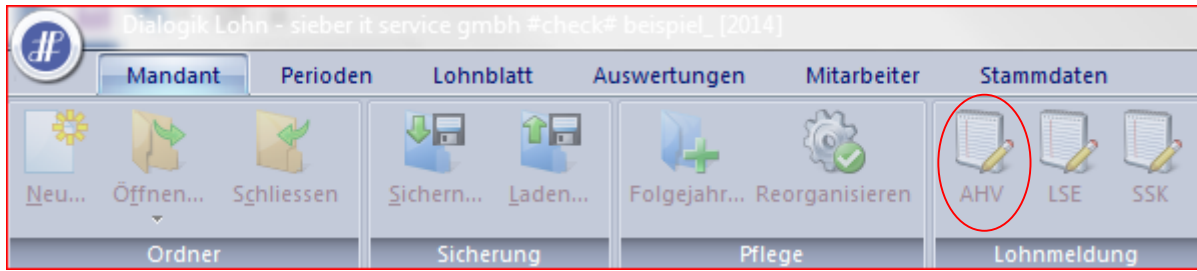 Dialogik Lohn - sieber it service gmbh #check# beispiel_ [2014]
Mandant Perioden Lohnblatt Auswertungen Mitarbeiter Stammdaten
Neu... Öffnen... Schliessen Sichern... Laden... Folgejahr... Reorganisieren AHV LSE SSK
Ordner Sicherung Pflege Lohnmeldung